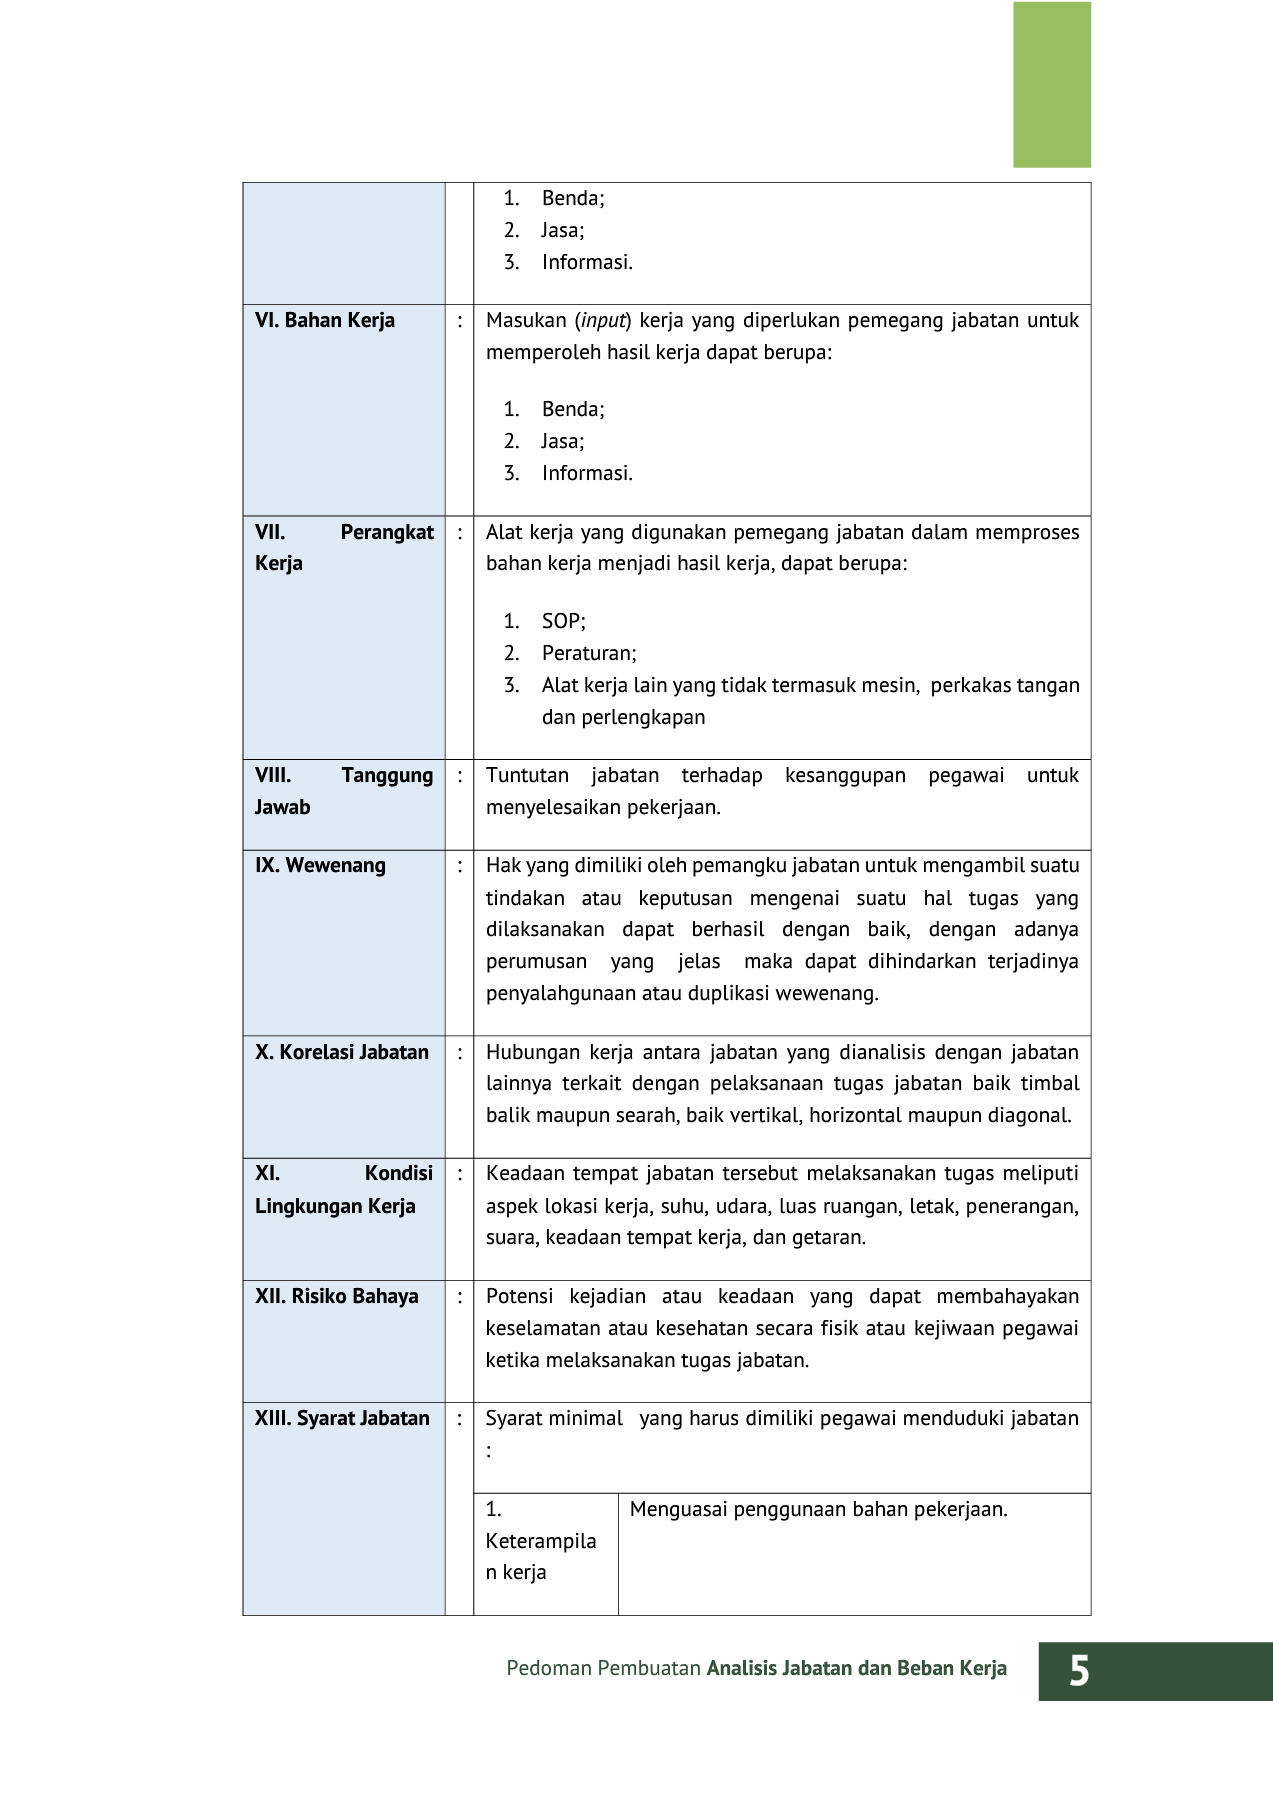 1. Benda;
2. Jasa;
3. Informasi.
VI. Bahan Kerja : Masukan (input) kerja yang diperlukan pemegang jabatan untuk
memperoleh hasil kerja dapat berupa:
1. Benda;
2. Jasa;
3. Informasi.
VII. Perangkat : Alat kerja yang digunakan pemegang jabatan dalam memproses
Kerja bahan kerja menjadi hasil kerja, dapat berupa:
1. SOP;
2. Peraturan;
3. Alat kerja lain yang tidak termasuk mesin, perkakas tangan
dan perlengkapan
VIII. Tanggung : Tuntutan jabatan terhadap kesanggupan pegawai untuk
Jawab menyelesaikan pekerjaan.
IX. Wewenang : Hak yang dimiliki oleh pemangku jabatan untuk mengambil suatu
tindakan atau keputusan mengenai suatu hal tugas yang
dilaksanakan dapat berhasil dengan baik, dengan adanya
perumusan yang jelas maka dapat dihindarkan terjadinya
penyalahgunaan atau duplikasi wewenang.
X. Korelasi Jabatan : Hubungan kerja antara jabatan yang dianalisis dengan jabatan
lainnya terkait dengan pelaksanaan tugas jabatan baik timbal
balik maupun searah, baik vertikal, horizontal maupun diagonal.
XI. Kondisi : Keadaan tempat jabatan tersebut melaksanakan tugas meliputi
Lingkungan Kerja aspek lokasi kerja, suhu, udara, luas ruangan, letak, penerangan,
suara, keadaan tempat kerja, dan getaran.
XII. Risiko Bahaya : Potensi kejadian atau keadaan yang dapat membahayakan
keselamatan atau kesehatan secara fisik atau kejiwaan pegawai
ketika melaksanakan tugas jabatan.
XIII. Syarat Jabatan : Syarat minimal yang harus dimiliki pegawai menduduki jabatan
:
1. Menguasai penggunaan bahan pekerjaan.
Keterampila
n kerja
Pedoman Pembuatan Analisis Jabatan dan Beban Kerja 5